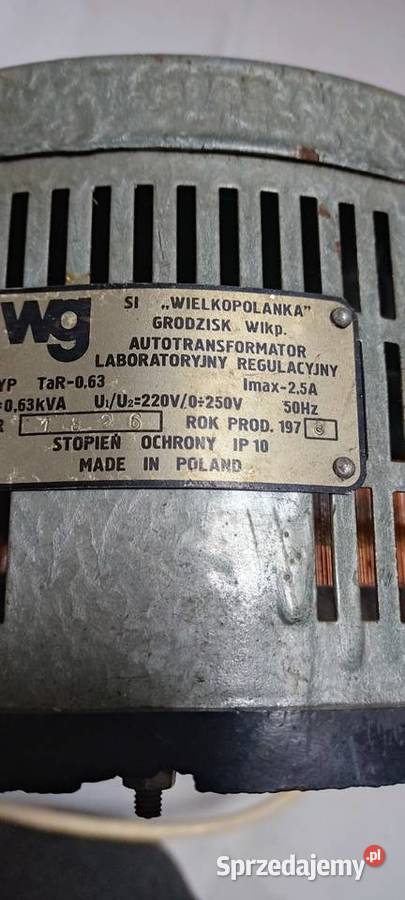 wg
SI „WIELKOPOLANKA"
GRODZISK Wlkp.
AUTOTRANSFORMATOR
LABORATORYJNY REGULACYJNY
YP TaR-0,63 Imax-2,5A
=0,63kVA U₁/U₂=220V/0÷250V 50Hz
R 1826 ROK PROD. 197
STOPIEŃ OCHRONY IP 10
MADE IN POLAND
Sprzedajemy.pl